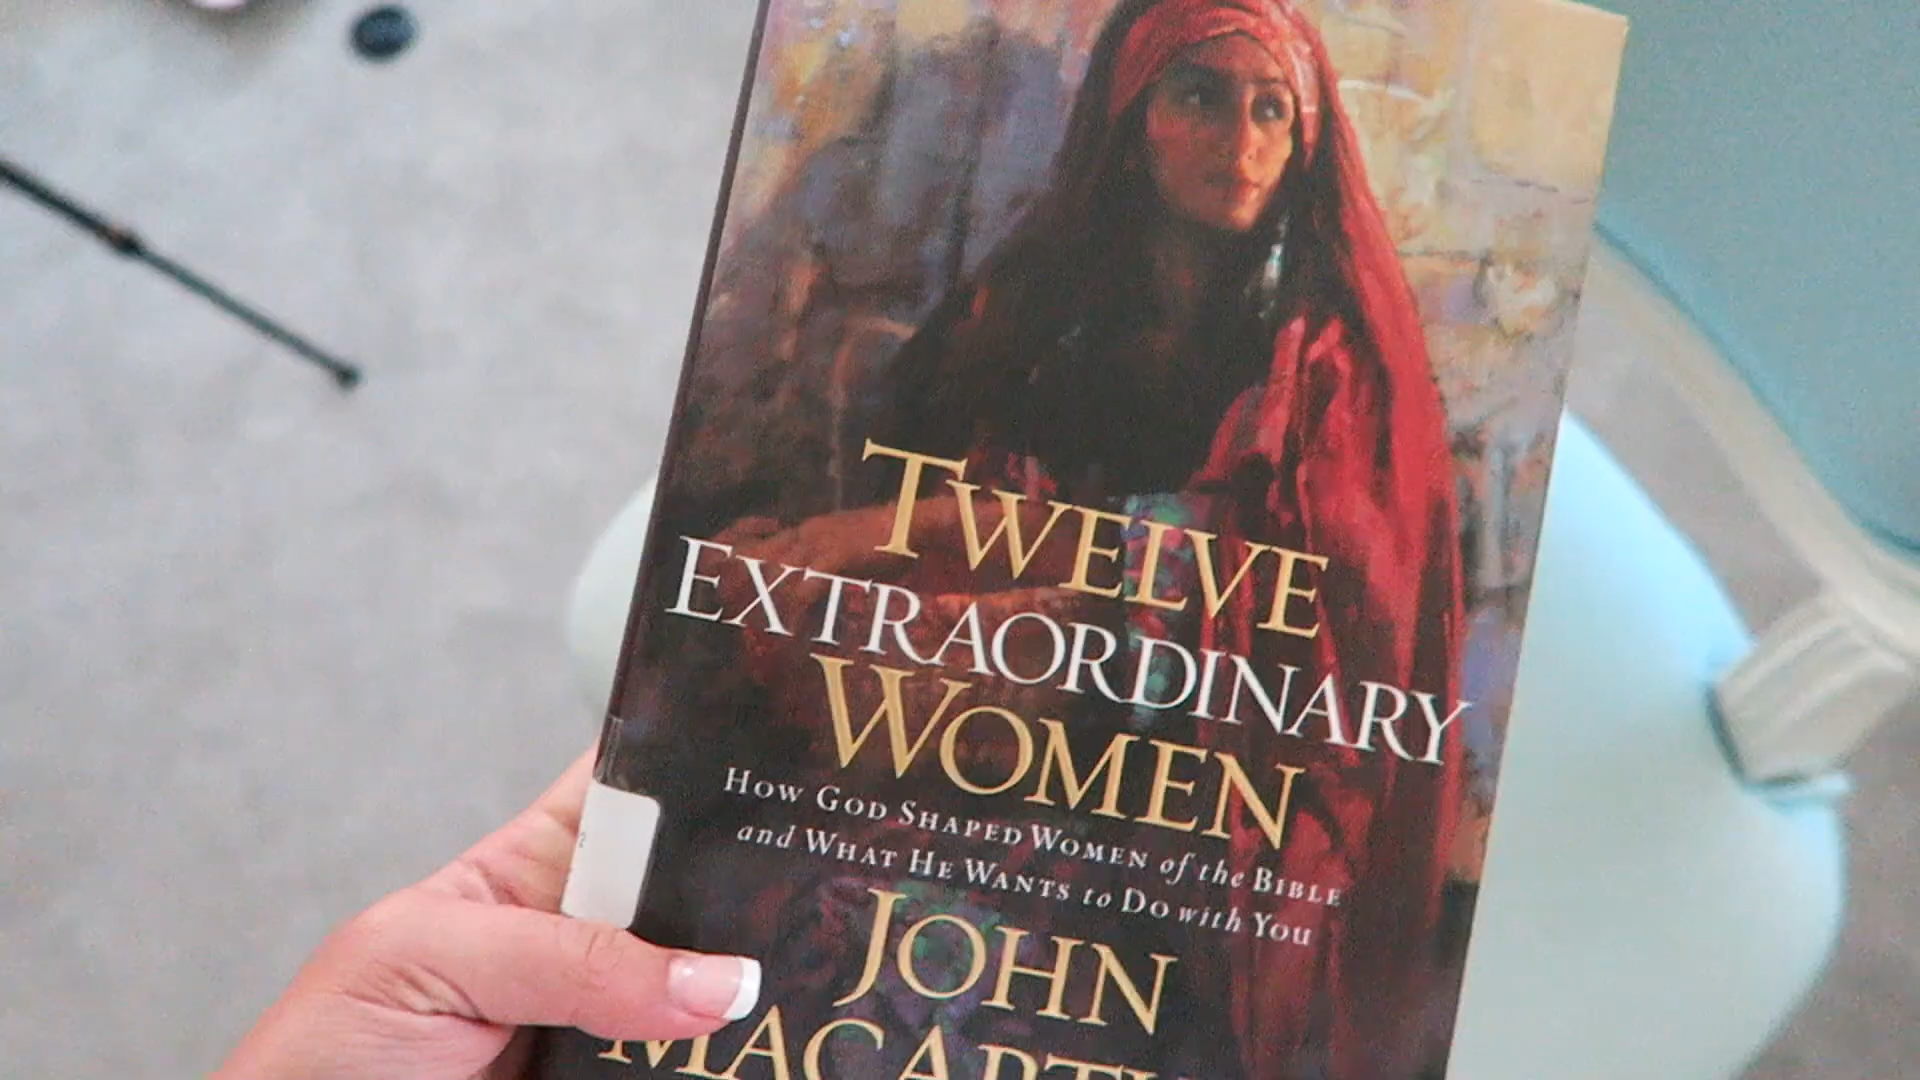 TWELVE
EXTRAORDINARY
WOMEN
HOW GOD SHAPED WOMEN of the BIBLE
and WHAT HE WANTS to DO with YOU
JOHN
MACARTH